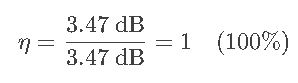 η = 3.47 dB / 3.47 dB = 1 (100%)